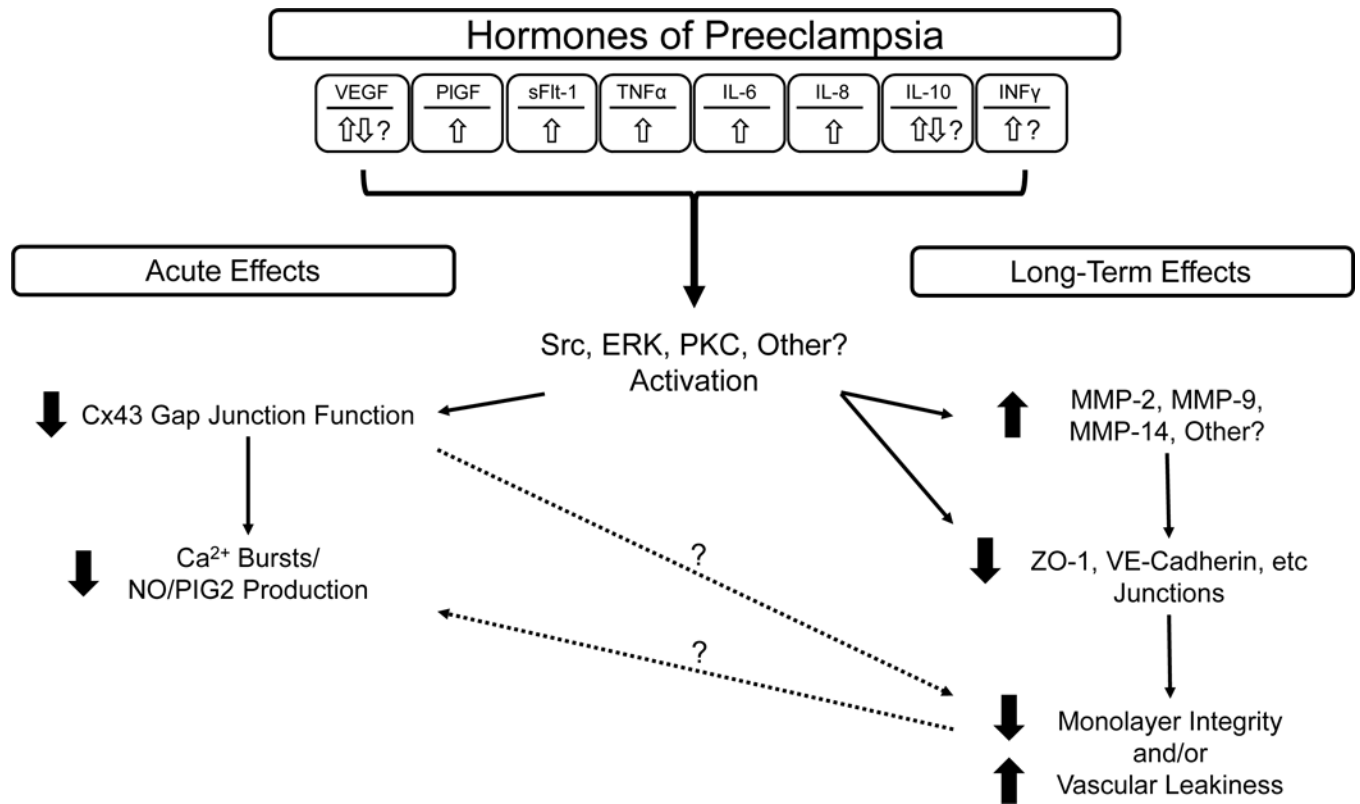 Hormones of Preeclampsia
VEGF PlGF sFlt-1 TNFα IL-6 IL-8 IL-10 INFγ
⇧⇩? ⇧ ⇧ ⇧ ⇧ ⇧ ⇧⇩? ⇧?
Acute Effects
Long-Term Effects
Src, ERK, PKC, Other?
Activation
Cx43 Gap Junction Function
MMP-2, MMP-9,
MMP-14, Other?
?
Ca²⁺ Bursts/
NO/PIG2 Production
ZO-1, VE-Cadherin, etc
Junctions
?
Monolayer Integrity
and/or
Vascular Leakiness